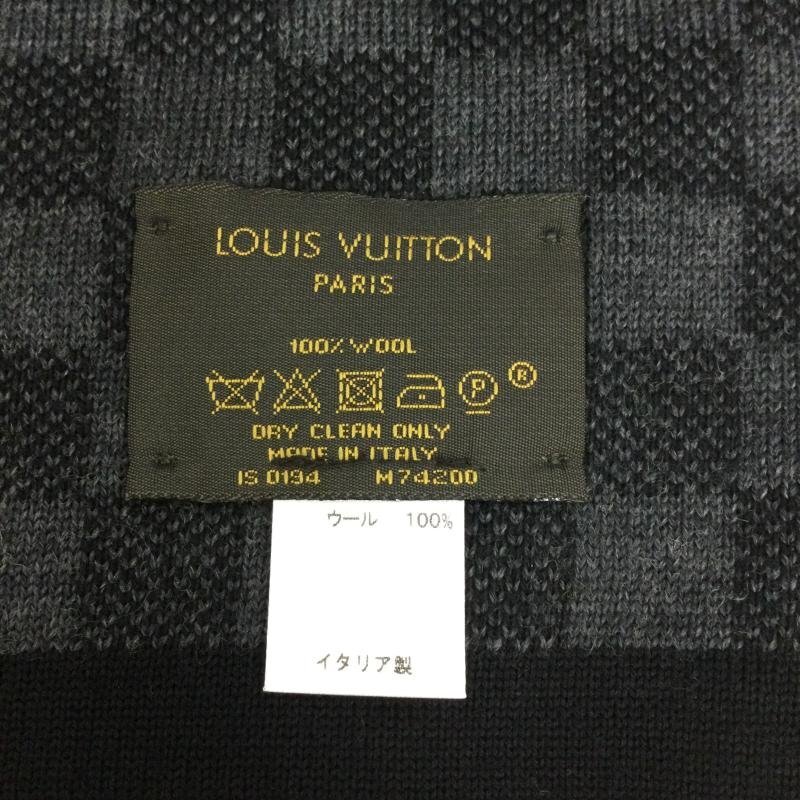 LOUIS VUITTON
PARIS
100% WOOL
P ®
DRY CLEAN ONLY
MADE IN ITALY
IS 0194 M74200
ウール 100%
イタリア製